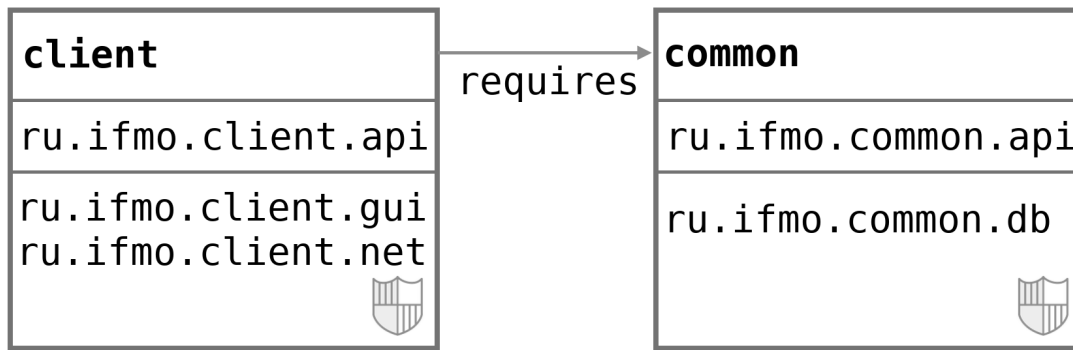 client
requires
common
ru.ifmo.client.api
ru.ifmo.common.api
ru.ifmo.client.gui
ru.ifmo.client.net
ru.ifmo.common.db